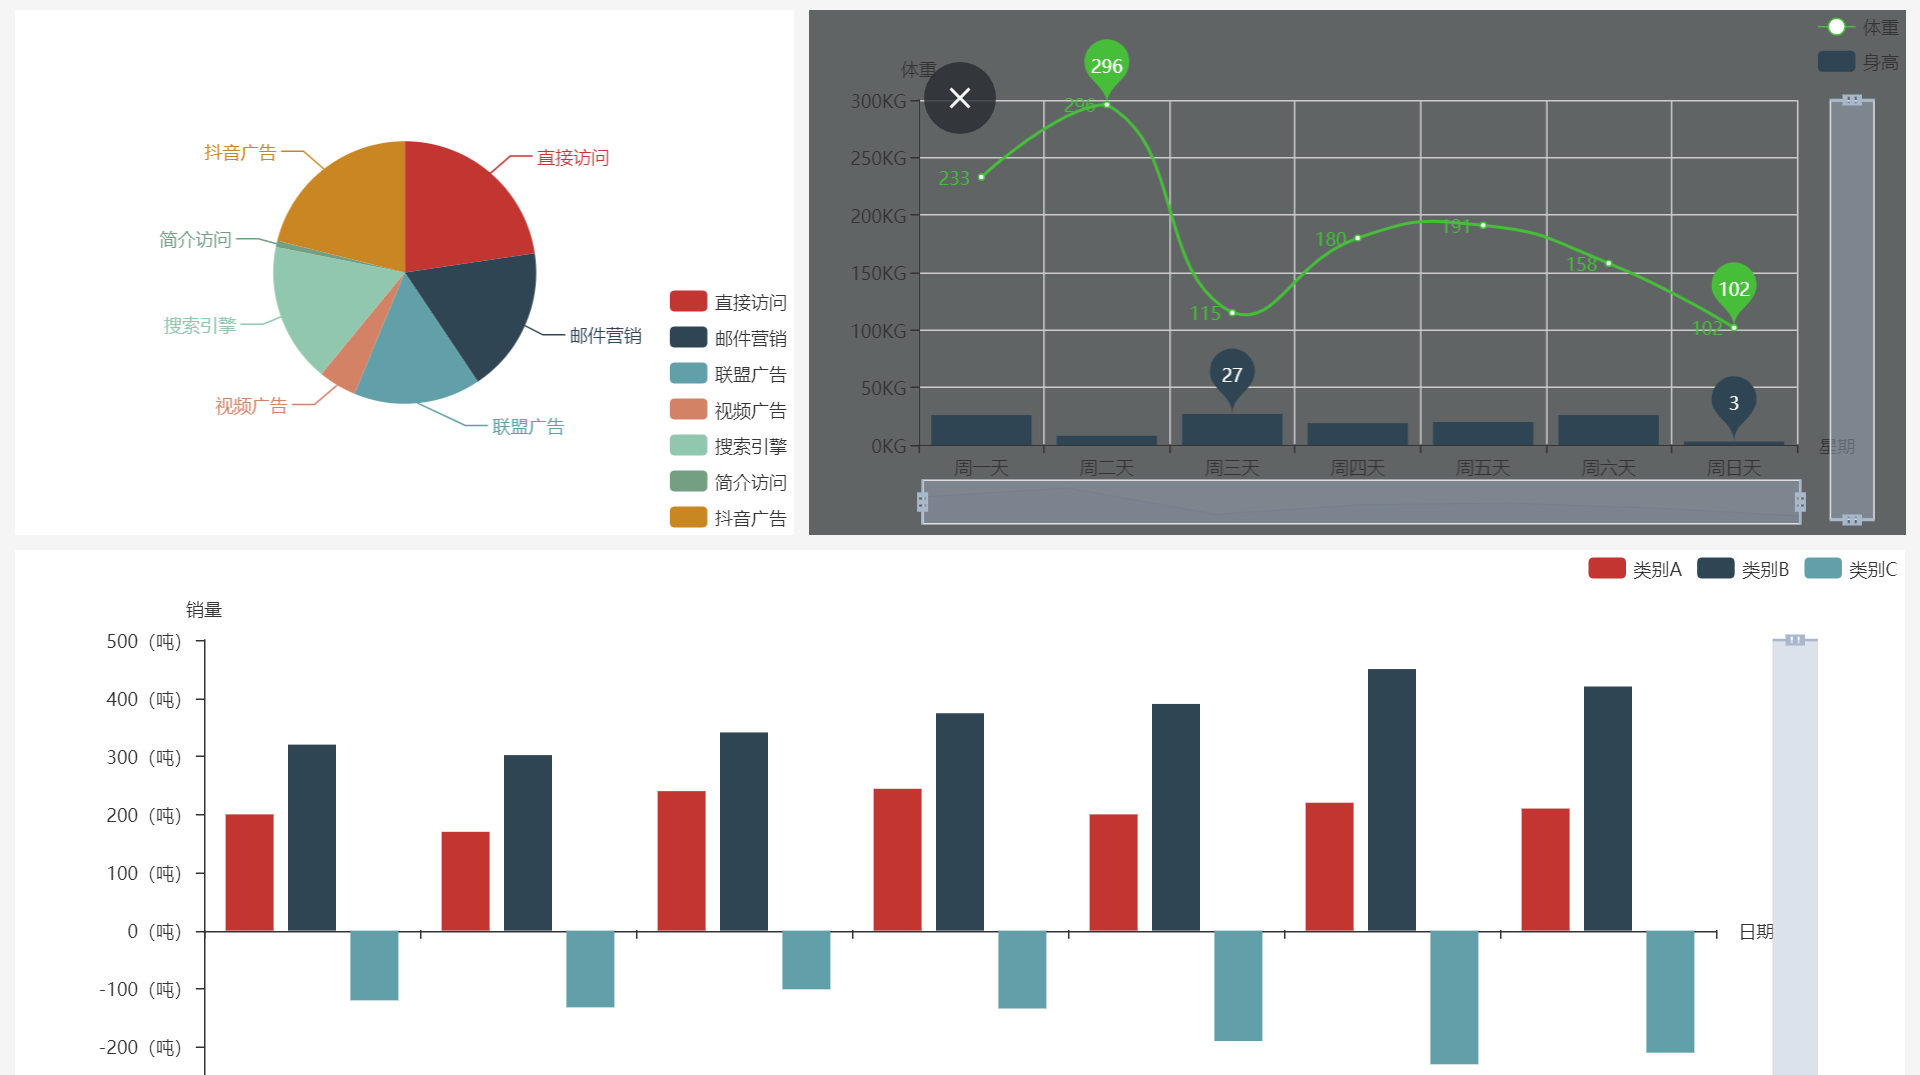 抖音广告
直接访问
简介访问
搜索引擎
邮件营销
视频广告
联盟广告
直接访问
邮件营销
联盟广告
视频广告
搜索引擎
简介访问
抖音广告
体重
身高
体重
300KG
250KG
200KG
150KG
100KG
50KG
0KG
296
296
233
115
180
191
158
102
102
27
3
星期
周一天 周二天 周三天 周四天 周五天 周六天 周日天
类别A 类别B 类别C
销量
500（吨）
400（吨）
300（吨）
200（吨）
100（吨）
0（吨）
日期
-100（吨）
-200（吨）